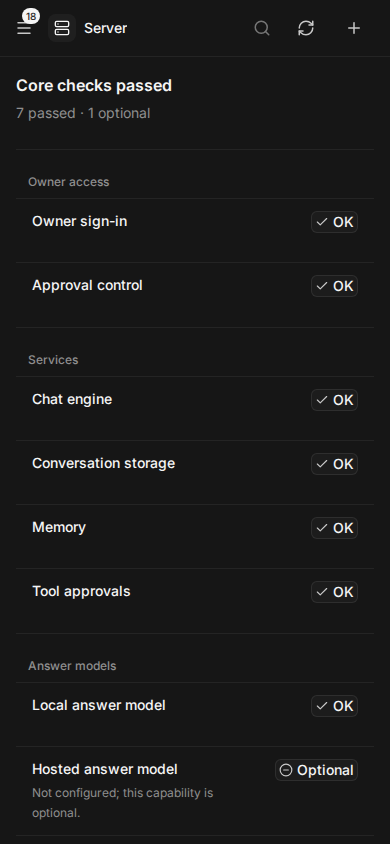 18
Server
Core checks passed
7 passed · 1 optional
Owner access
Owner sign-in
OK
Approval control
OK
Services
Chat engine
OK
Conversation storage
OK
Memory
OK
Tool approvals
OK
Answer models
Local answer model
OK
Hosted answer model
Optional
Not configured; this capability is
optional.